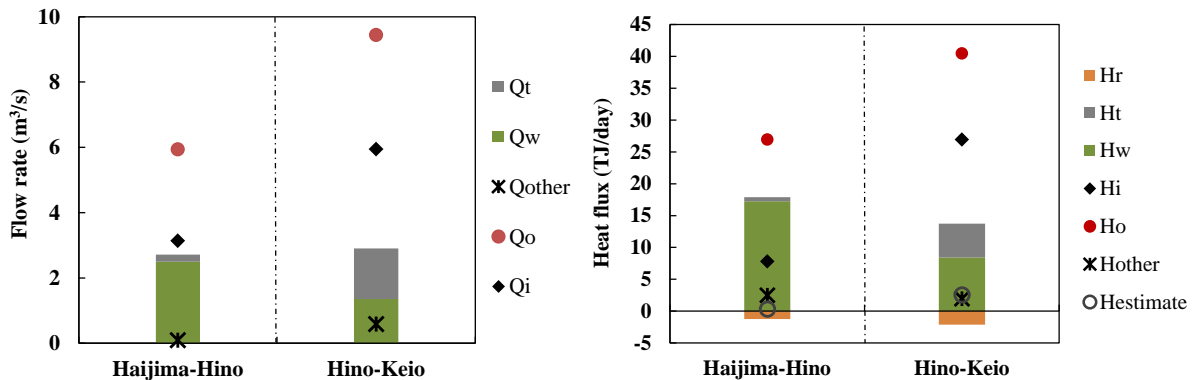 Flow rate (m³/s)
10
8
6
4
2
0
Haijima-Hino
Hino-Keio
Qt
Qw
Qother
Qo
Qi
Heat flux (TJ/day)
45
40
35
30
25
20
15
10
5
0
-5
Haijima-Hino
Hino-Keio
Hr
Ht
Hw
Hi
Ho
Hother
Hestimate